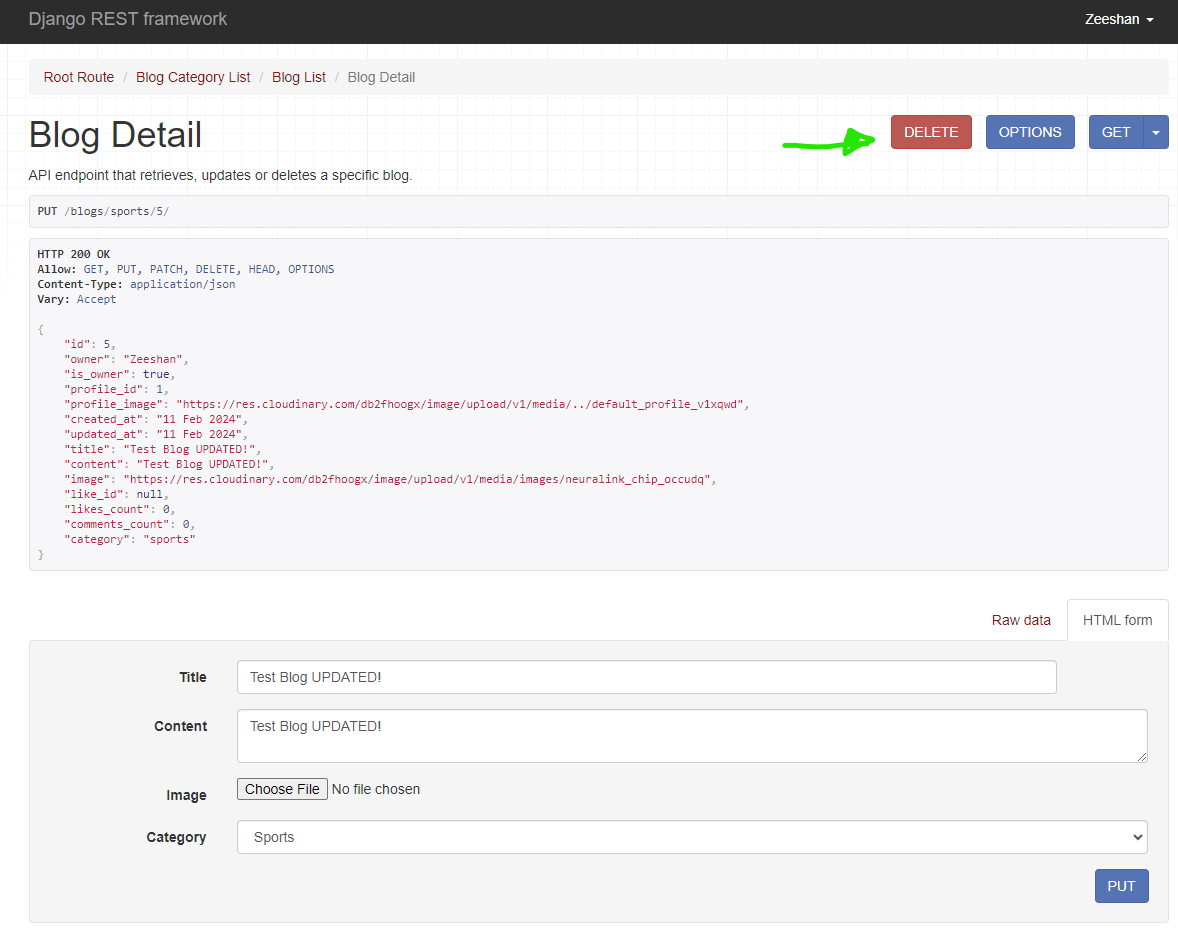 Django REST framework
Zeeshan
Root Route / Blog Category List / Blog List / Blog Detail
Blog Detail
DELETE
OPTIONS
GET
API endpoint that retrieves, updates or deletes a specific blog.
PUT /blogs/sports/5/
HTTP 200 OK
Allow: GET, PUT, PATCH, DELETE, HEAD, OPTIONS
Content-Type: application/json
Vary: Accept
{
    "id": 5,
    "owner": "Zeeshan",
    "is_owner": true,
    "profile_id": 1,
    "profile_image": "https://res.cloudinary.com/db2fhoogx/image/upload/v1/media/../default_profile_v1xqwd",
    "created_at": "11 Feb 2024",
    "updated_at": "11 Feb 2024",
    "title": "Test Blog UPDATED!",
    "content": "Test Blog UPDATED!",
    "image": "https://res.cloudinary.com/db2fhoogx/image/upload/v1/media/images/neuralink_chip_occudq",
    "like_id": null,
    "likes_count": 0,
    "comments_count": 0,
    "category": "sports"
}
Raw data
HTML form
Title
Test Blog UPDATED!
Content
Test Blog UPDATED!
Image
Choose File No file chosen
Category
Sports
PUT